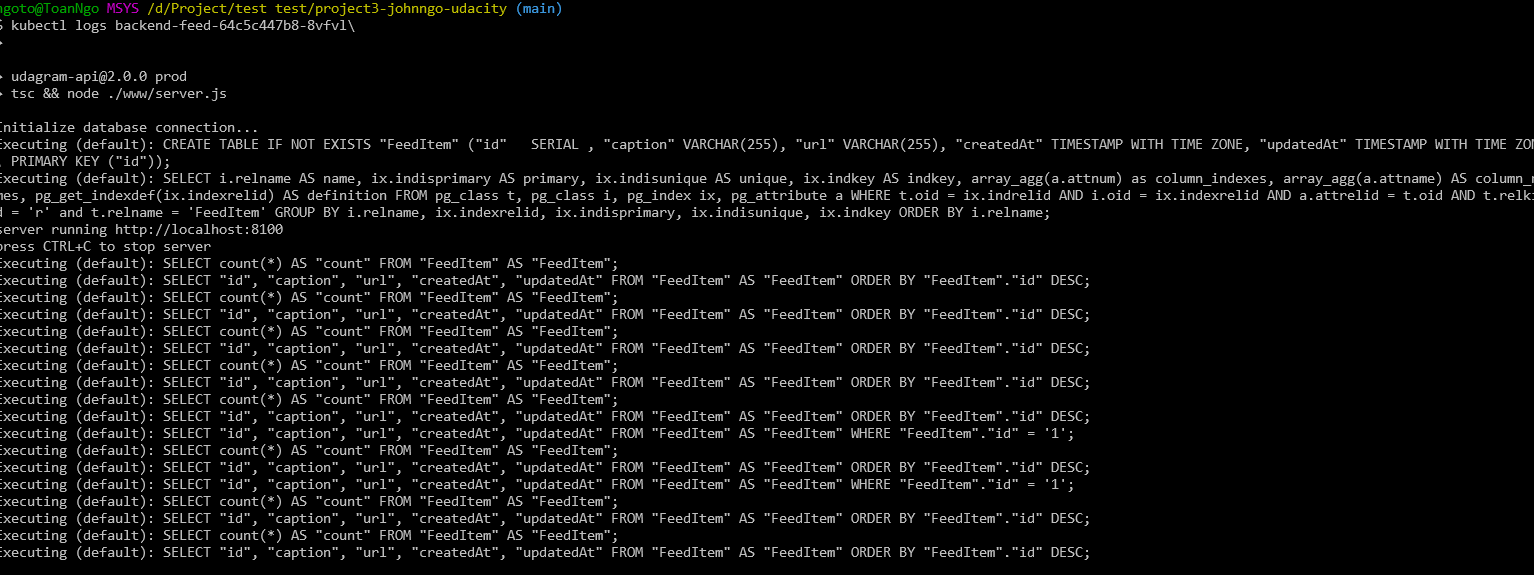 ngoto@ToanNgo MSYS /d/Project/test test/project3-johnngo-udacity (main)
$ kubectl logs backend-feed-64c5c447b8-8vfvl\
>
> udagram-api@2.0.0 prod
> tsc && node ./www/server.js
Initialize database connection...
Executing (default): CREATE TABLE IF NOT EXISTS "FeedItem" ("id"   SERIAL , "caption" VARCHAR(255), "url" VARCHAR(255), "createdAt" TIMESTAMP WITH TIME ZONE, "updatedAt" TIMESTAMP WITH TIME ZON
, PRIMARY KEY ("id"));
Executing (default): SELECT i.relname AS name, ix.indisprimary AS primary, ix.indisunique AS unique, ix.indkey AS indkey, array_agg(a.attnum) as column_indexes, array_agg(a.attname) AS column_n
mes, pg_get_indexdef(ix.indexrelid) AS definition FROM pg_class t, pg_class i, pg_index ix, pg_attribute a WHERE t.oid = ix.indrelid AND i.oid = ix.indexrelid AND a.attrelid = t.oid AND t.relki
d = 'r' and t.relname = 'FeedItem' GROUP BY i.relname, ix.indexrelid, ix.indisprimary, ix.indisunique, ix.indkey ORDER BY i.relname;
server running http://localhost:8100
press CTRL+C to stop server
Executing (default): SELECT count(*) AS "count" FROM "FeedItem" AS "FeedItem";
Executing (default): SELECT "id", "caption", "url", "createdAt", "updatedAt" FROM "FeedItem" AS "FeedItem" ORDER BY "FeedItem"."id" DESC;
Executing (default): SELECT count(*) AS "count" FROM "FeedItem" AS "FeedItem";
Executing (default): SELECT "id", "caption", "url", "createdAt", "updatedAt" FROM "FeedItem" AS "FeedItem" ORDER BY "FeedItem"."id" DESC;
Executing (default): SELECT count(*) AS "count" FROM "FeedItem" AS "FeedItem";
Executing (default): SELECT "id", "caption", "url", "createdAt", "updatedAt" FROM "FeedItem" AS "FeedItem" ORDER BY "FeedItem"."id" DESC;
Executing (default): SELECT count(*) AS "count" FROM "FeedItem" AS "FeedItem";
Executing (default): SELECT "id", "caption", "url", "createdAt", "updatedAt" FROM "FeedItem" AS "FeedItem" ORDER BY "FeedItem"."id" DESC;
Executing (default): SELECT count(*) AS "count" FROM "FeedItem" AS "FeedItem";
Executing (default): SELECT "id", "caption", "url", "createdAt", "updatedAt" FROM "FeedItem" AS "FeedItem" ORDER BY "FeedItem"."id" DESC;
Executing (default): SELECT "id", "caption", "url", "createdAt", "updatedAt" FROM "FeedItem" AS "FeedItem" WHERE "FeedItem"."id" = '1';
Executing (default): SELECT count(*) AS "count" FROM "FeedItem" AS "FeedItem";
Executing (default): SELECT "id", "caption", "url", "createdAt", "updatedAt" FROM "FeedItem" AS "FeedItem" ORDER BY "FeedItem"."id" DESC;
Executing (default): SELECT "id", "caption", "url", "createdAt", "updatedAt" FROM "FeedItem" AS "FeedItem" WHERE "FeedItem"."id" = '1';
Executing (default): SELECT count(*) AS "count" FROM "FeedItem" AS "FeedItem";
Executing (default): SELECT "id", "caption", "url", "createdAt", "updatedAt" FROM "FeedItem" AS "FeedItem" ORDER BY "FeedItem"."id" DESC;
Executing (default): SELECT count(*) AS "count" FROM "FeedItem" AS "FeedItem";
Executing (default): SELECT "id", "caption", "url", "createdAt", "updatedAt" FROM "FeedItem" AS "FeedItem" ORDER BY "FeedItem"."id" DESC;